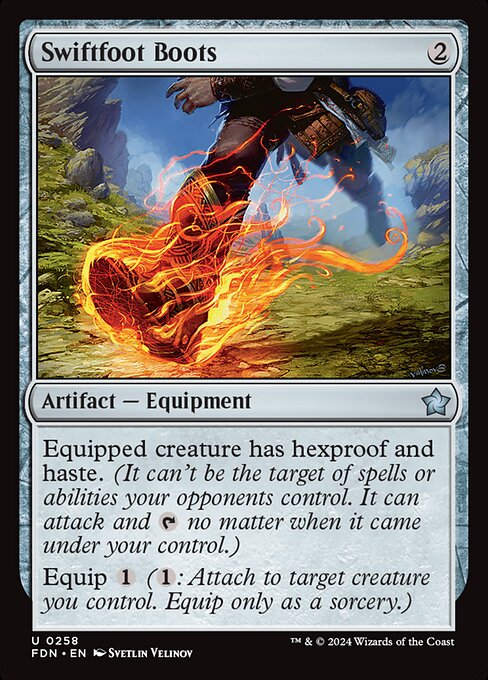 Swiftfoot Boots 2
Velinov
Artifact — Equipment
Equipped creature has hexproof and
haste. (It can't be the target of spells or
abilities your opponents control. It can
attack and no matter when it came
under your control.)
Equip 1 (1: Attach to target creature
you control. Equip only as a sorcery.)
U 0258
™ & © 2024 Wizards of the Coast
FDN • EN Svetlin Velinov